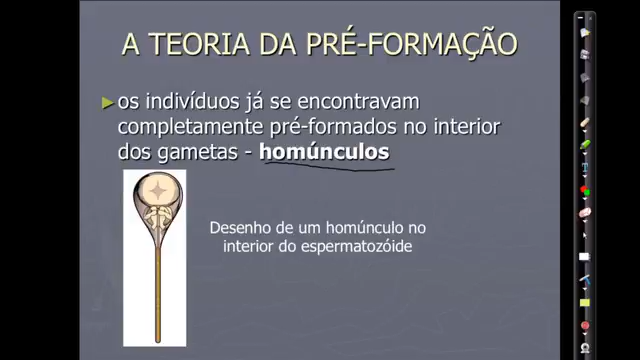 A TEORIA DA PRÉ-FORMAÇÃO
os indivíduos já se encontravam
completamente pré-formados no interior
dos gametas - homúnculos
Desenho de um homúnculo no
interior do espermatozóide